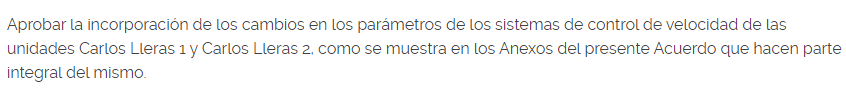 Aprobar la incorporación de los cambios en los parámetros de los sistemas de control de velocidad de las
unidades Carlos Lleras 1 y Carlos Lleras 2, como se muestra en los Anexos del presente Acuerdo que hacen parte
integral del mismo.